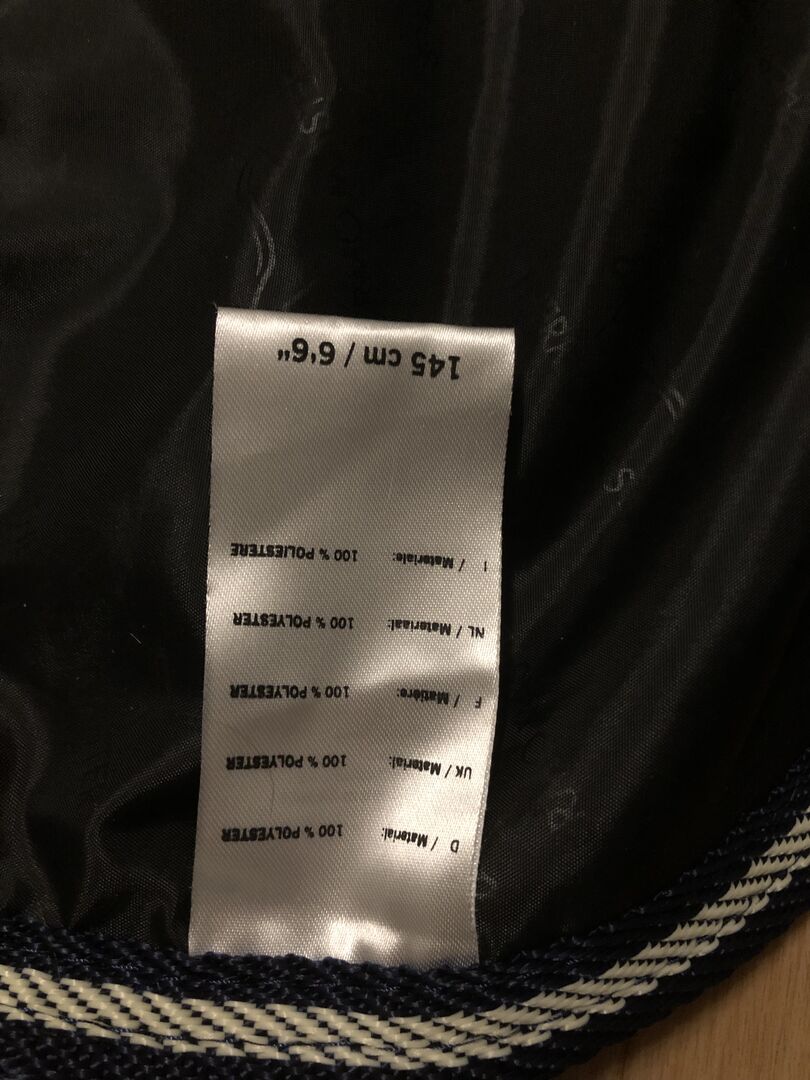 D / Material: 100 % POLYESTER
UK / Material: 100 % POLYESTER
F / Matière: 100 % POLYESTER
NL / Materiaal: 100 % POLYESTER
I / Materiale: 100 % POLIESTERE
145 cm / 6'6"